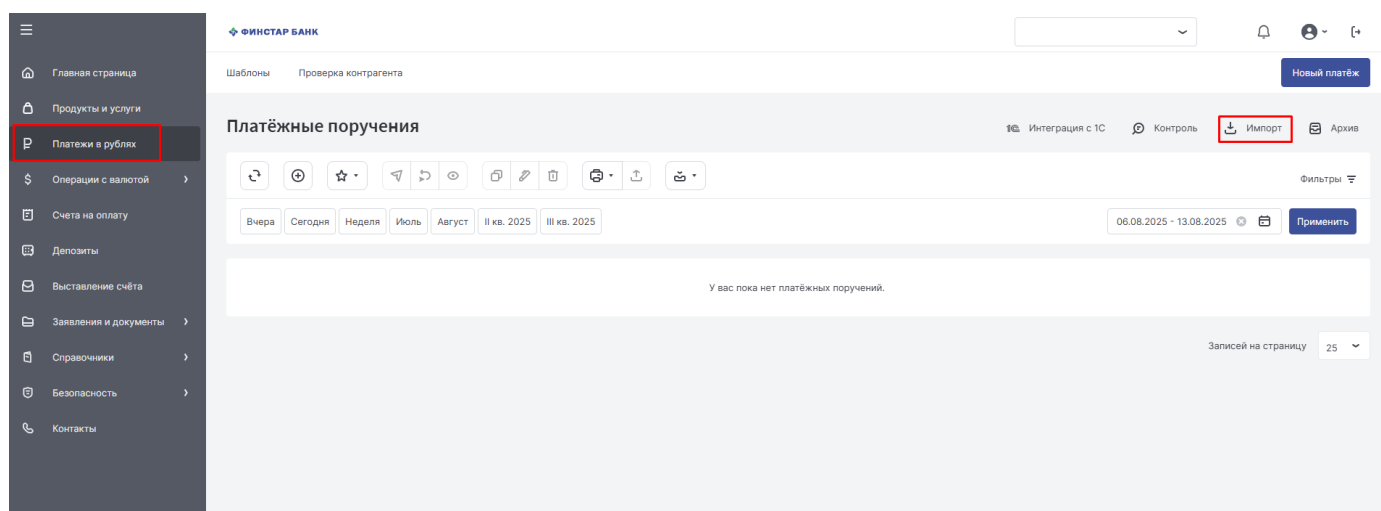 ФИНСТАР БАНК
Главная страница
Продукты и услуги
Платежи в рублях
Операции с валютой
Счета на оплату
Депозиты
Выставление счёта
Заявления и документы
Справочники
Безопасность
Контакты
Шаблоны Проверка контрагента Новый платёж
Платёжные поручения 1С Интеграция с 1С Контроль Импорт Архив
Фильтры
Вчера Сегодня Неделя Июль Август II кв. 2025 III кв. 2025 06.08.2025 - 13.08.2025 Применить
У вас пока нет платёжных поручений.
Записей на страницу 25